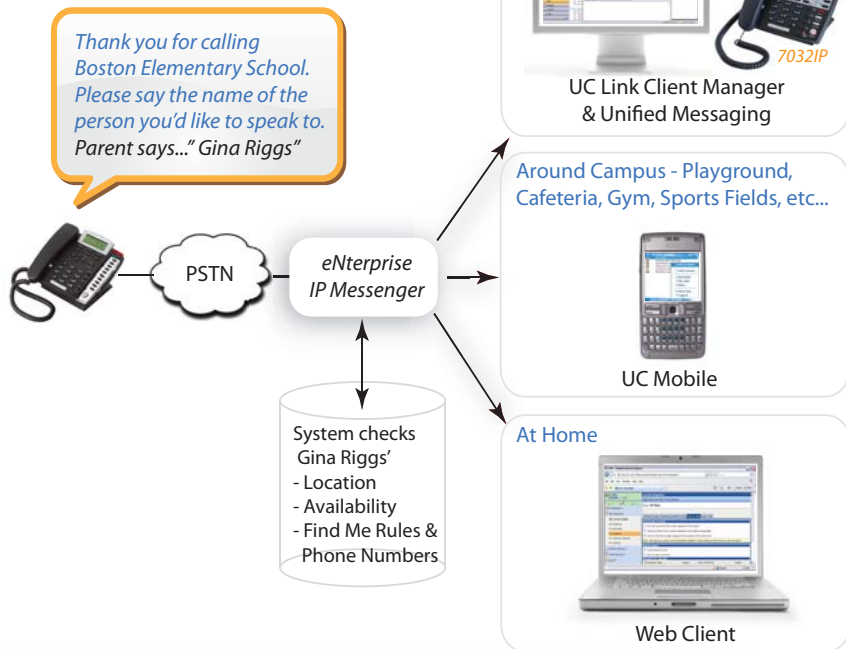 Thank you for calling
Boston Elementary School.
Please say the name of the
person you'd like to speak to.
Parent says..." Gina Riggs"
7032IP
UC Link Client Manager
& Unified Messaging
Around Campus - Playground,
Cafeteria, Gym, Sports Fields, etc...
PSTN
eNterprise
IP Messenger
UC Mobile
System checks
Gina Riggs'
- Location
- Availability
- Find Me Rules &
Phone Numbers
At Home
Web Client